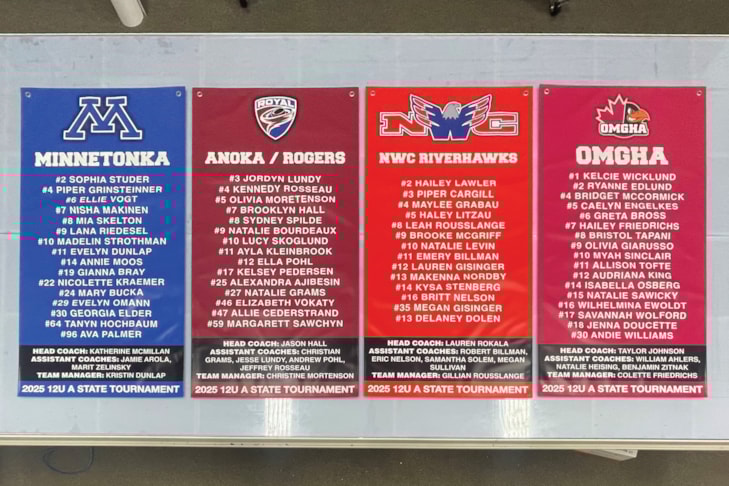 M
MINNETONKA
#2 SOPHIA STUDER
#4 PIPER GRINSTEINNER
#6 ELLIE VOGT
#7 NISHA MAKINEN
#8 MIA SKELTON
#9 LANA RIEDESEL
#10 MADELIN STROTHMAN
#11 EVELYN DUNLAP
#14 ANNIE MOOS
#19 GIANNA BRAY
#22 NICOLETTE KRAEMER
#24 MARY BUCKA
#29 EVELYN OMANN
#30 GEORGIA ELDER
#64 TANYN HOCHBAUM
#96 AVA PALMER
HEAD COACH: KATHERINE MCMILLAN
ASSISTANT COACHES: JAMIE AROLA,
MARIT ZELINSKY
TEAM MANAGER: KRISTIN DUNLAP
2025 12U A STATE TOURNAMENT
ROYAL
ANOKA / ROGERS
#3 JORDYN LUNDY
#4 KENNEDY ROSSEAU
#5 OLIVIA MORETENSON
#7 BROOKLYN HALL
#8 SYDNEY SPILDE
#9 NATALIE BOURDEAUX
#10 LUCY SKOGLUND
#11 AYLA KLEINBROOK
#12 ELLA POHL
#17 KELSEY PEDERSEN
#25 ALEXANDRA AJIBESIN
#27 NATALIE GRAMS
#46 ELIZABETH VOKATY
#47 ALLIE CEDERSTRAND
#59 MARGARETT SAWCHYN
HEAD COACH: JASON HALL
ASSISTANT COACHES: CHRISTIAN
GRAMS, JESSE LUNDY, ANDREW POHL,
JEFFREY ROSSEAU
TEAM MANAGER: CHRISTINE MORTENSON
2025 12U A STATE TOURNAMENT
NWC
NWC RIVERHAWKS
#2 HAILEY LAWLER
#3 PIPER CARGILL
#4 MAYLEE GRABAU
#5 HALEY LITZAU
#8 LEAH ROUSSLANGE
#9 BROOKE MCGRIFF
#10 NATALIE LEVIN
#11 EMERY BILLMAN
#12 LAUREN GISINGER
#13 MAKENNA NORDBY
#14 KYSA STENBERG
#16 BRITT NELSON
#35 MEGAN GISINGER
#13 DELANEY DOLEN
HEAD COACH: LAUREN ROKALA
ASSISTANT COACHES: ROBERT BILLMAN,
ERIC NELSON, SAMANTHA SOLEM, MEGAN
SULLIVAN
TEAM MANAGER: GILLIAN ROUSSLANGE
2025 12U A STATE TOURNAMENT
OMGHA
OMGHA
#1 KELCIE WICKLUND
#2 RYANNE EDLUND
#4 BRIDGET MCCORMICK
#5 CAELYN ENGELKES
#6 GRETA BROSS
#7 HAILEY FRIEDRICHS
#8 BRISTOL TAPANI
#9 OLIVIA GIARUSSO
#10 MYAH SINCLAIR
#11 ALLISON TOFTE
#12 AUDRIANA KING
#14 ISABELLA OSBERG
#15 NATALIE SAWICKY
#16 WILHELMINA EWOLDT
#17 SAVANNAH WOLFORD
#18 JENNA DOUCETTE
#30 ANDIE WILLIAMS
HEAD COACH: TAYLOR JOHNSON
ASSISTANT COACHES: WILLIAM AHLERS,
NATALIE HEISING, BENJAMIN ZITNAK
TEAM MANAGER: COLETTE FRIEDRICHS
2025 12U A STATE TOURNAMENT